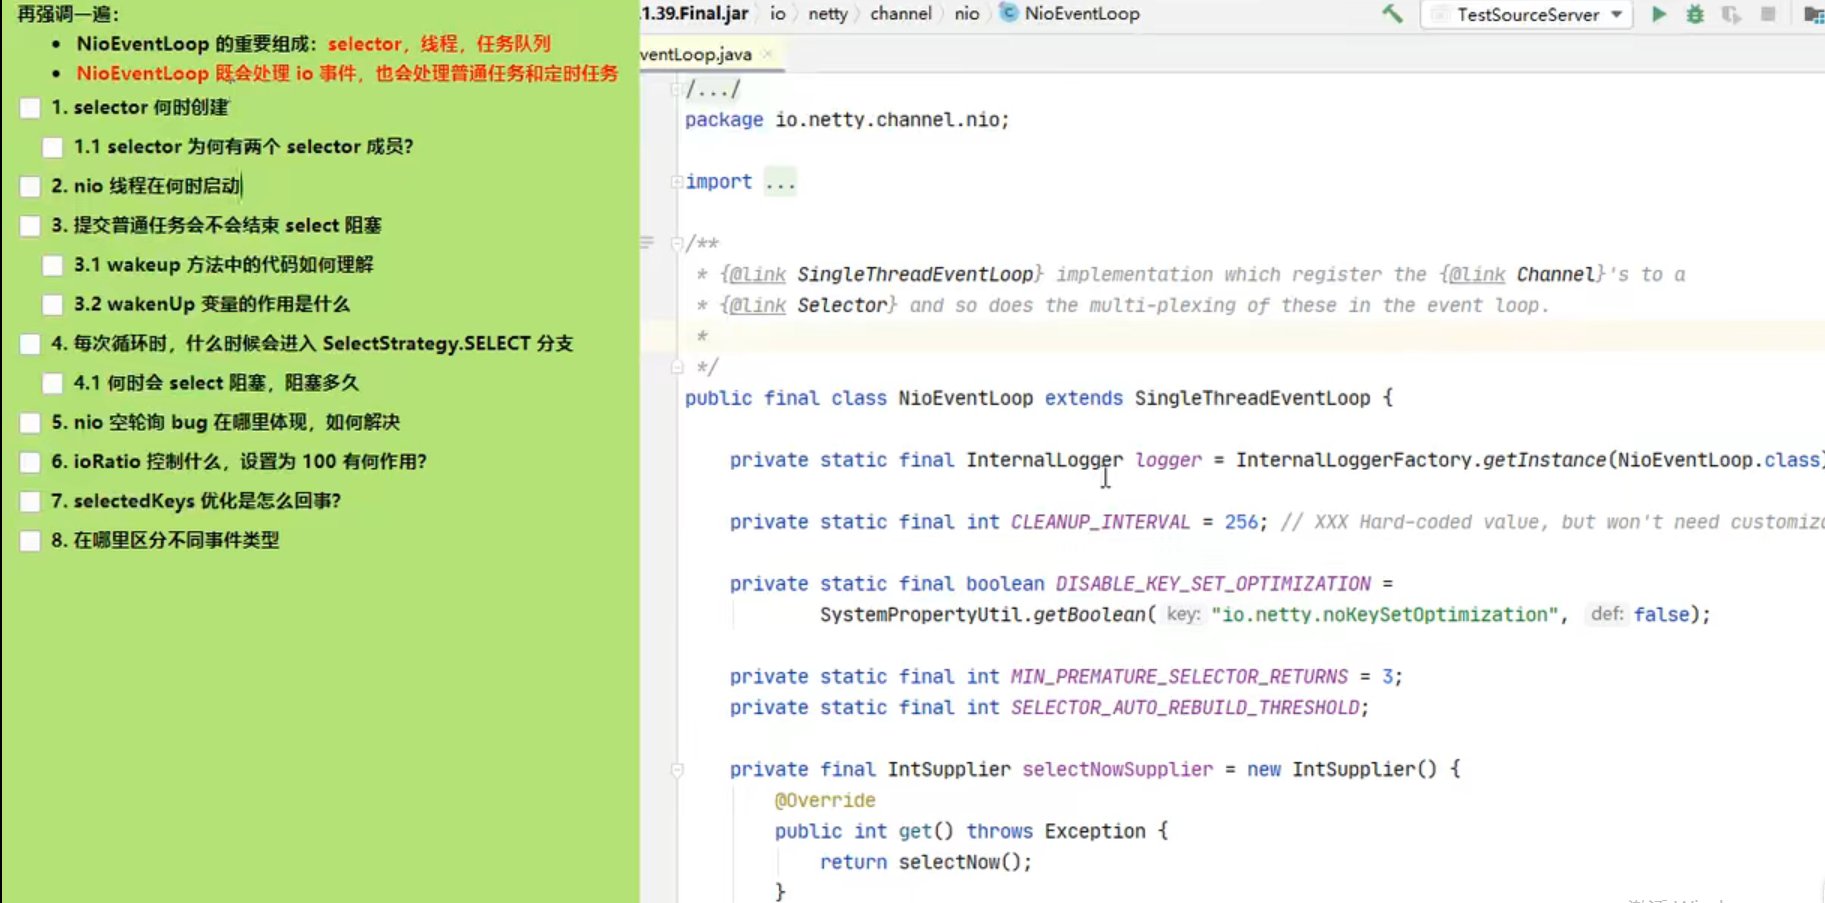 再强调一遍：
• NioEventLoop 的重要组成：selector，线程，任务队列
• NioEventLoop 既会处理 io 事件，也会处理普通任务和定时任务
1. selector 何时创建
1.1 selector 为何有两个 selector 成员？
2. nio 线程在何时启动
3. 提交普通任务会不会结束 select 阻塞
3.1 wakeup 方法中的代码如何理解
3.2 wakenUp 变量的作用是什么
4. 每次循环时，什么时候会进入 SelectStrategy.SELECT 分支
4.1 何时会 select 阻塞，阻塞多久
5. nio 空轮询 bug 在哪里体现，如何解决
6. ioRatio 控制什么，设置为 100 有何作用？
7. selectedKeys 优化是怎么回事？
8. 在哪里区分不同事件类型
.1.39.Final.jar io netty channel nio NioEventLoop TestSourceServer
ventLoop.java
/.../
package io.netty.channel.nio;
import ...
/**
* {@link SingleThreadEventLoop} implementation which register the {@link Channel}'s to a
* {@link Selector} and so does the multi-plexing of these in the event loop.
*
*/
public final class NioEventLoop extends SingleThreadEventLoop {
private static final InternalLogger logger = InternalLoggerFactory.getInstance(NioEventLoop.class)
private static final int CLEANUP_INTERVAL = 256; // XXX Hard-coded value, but won't need customiz
private static final boolean DISABLE_KEY_SET_OPTIMIZATION =
SystemPropertyUtil.getBoolean( key: "io.netty.noKeySetOptimization", def: false);
private static final int MIN_PREMATURE_SELECTOR_RETURNS = 3;
private static final int SELECTOR_AUTO_REBUILD_THRESHOLD;
private final IntSupplier selectNowSupplier = new IntSupplier() {
@Override
public int get() throws Exception {
return selectNow();
}